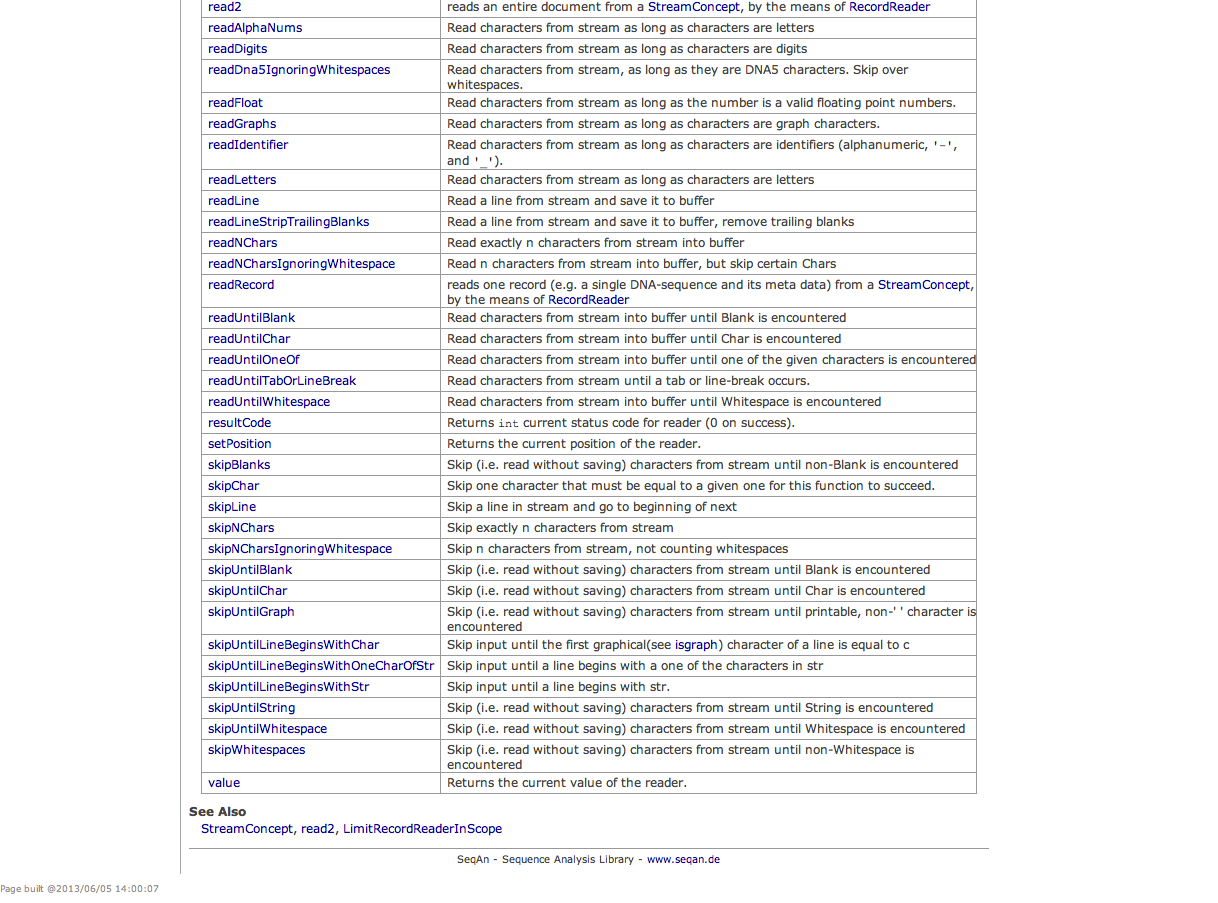 read2 reads an entire document from a StreamConcept, by the means of RecordReader
readAlphaNums Read characters from stream as long as characters are letters
readDigits Read characters from stream as long as characters are digits
readDna5IgnoringWhitespaces Read characters from stream, as long as they are DNA5 characters. Skip over
whitespaces.
readFloat Read characters from stream as long as the number is a valid floating point numbers.
readGraphs Read characters from stream as long as characters are graph characters.
readIdentifier Read characters from stream as long as characters are identifiers (alphanumeric, '-',
and '_').
readLetters Read characters from stream as long as characters are letters
readLine Read a line from stream and save it to buffer
readLineStripTrailingBlanks Read a line from stream and save it to buffer, remove trailing blanks
readNChars Read exactly n characters from stream into buffer
readNCharsIgnoringWhitespace Read n characters from stream into buffer, but skip certain Chars
readRecord reads one record (e.g. a single DNA-sequence and its meta data) from a StreamConcept,
by the means of RecordReader
readUntilBlank Read characters from stream into buffer until Blank is encountered
readUntilChar Read characters from stream into buffer until Char is encountered
readUntilOneOf Read characters from stream into buffer until one of the given characters is encountered
readUntilTabOrLineBreak Read characters from stream until a tab or line-break occurs.
readUntilWhitespace Read characters from stream into buffer until Whitespace is encountered
resultCode Returns int current status code for reader (0 on success).
setPosition Returns the current position of the reader.
skipBlanks Skip (i.e. read without saving) characters from stream until non-Blank is encountered
skipChar Skip one character that must be equal to a given one for this function to succeed.
skipLine Skip a line in stream and go to beginning of next
skipNChars Skip exactly n characters from stream
skipNCharsIgnoringWhitespace Skip n characters from stream, not counting whitespaces
skipUntilBlank Skip (i.e. read without saving) characters from stream until Blank is encountered
skipUntilChar Skip (i.e. read without saving) characters from stream until Char is encountered
skipUntilGraph Skip (i.e. read without saving) characters from stream until printable, non-' ' character is
encountered
skipUntilLineBeginsWithChar Skip input until the first graphical(see isgraph) character of a line is equal to c
skipUntilLineBeginsWithOneCharOfStr Skip input until a line begins with a one of the characters in str
skipUntilLineBeginsWithStr Skip input until a line begins with str.
skipUntilString Skip (i.e. read without saving) characters from stream until String is encountered
skipUntilWhitespace Skip (i.e. read without saving) characters from stream until Whitespace is encountered
skipWhitespaces Skip (i.e. read without saving) characters from stream until non-Whitespace is
encountered
value Returns the current value of the reader.
See Also
StreamConcept, read2, LimitRecordReaderInScope
SeqAn - Sequence Analysis Library - www.seqan.de
Page built @2013/06/05 14:00:07